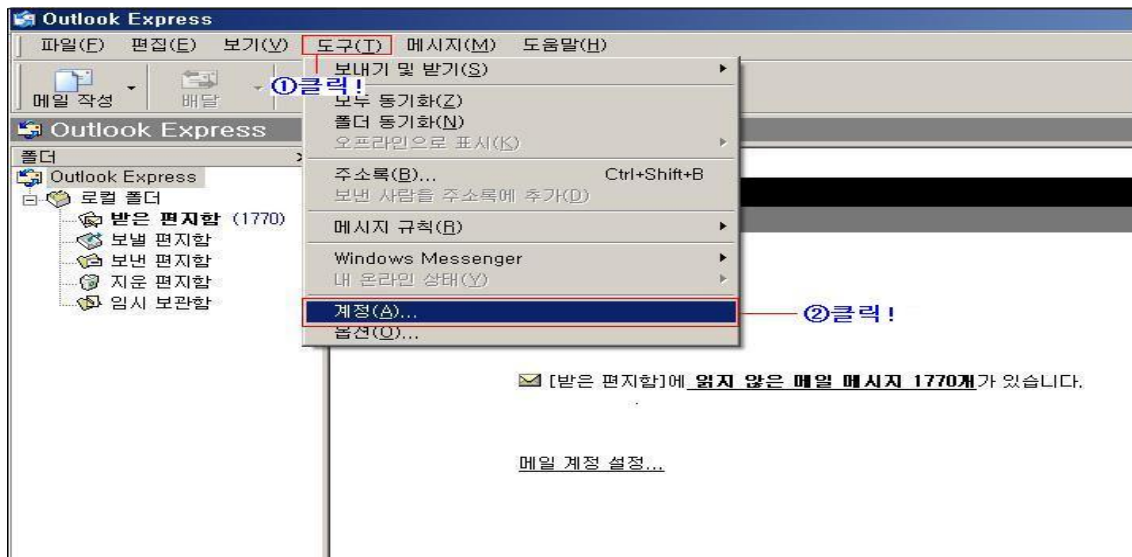 Outlook Express
파일(F) 편집(E) 보기(V) 도구(T) 메시지(M) 도움말(H)
보내기 및 받기(S)
①클릭!
메일 작성 배달
모두 동기화(Z)
폴더 동기화(N)
오프라인으로 표시(K)
Outlook Express
폴더
주소록(B)... Ctrl+Shift+B
보낸 사람을 주소록에 추가(D)
메시지 규칙(R)
Windows Messenger
내 온라인 상태(Y)
계정(A)...
②클릭!
옵션(O)...
Outlook Express
로컬 폴더
받은 편지함 (1770)
보낼 편지함
보낸 편지함
지운 편지함
임시 보관함
[받은 편지함]에 읽지 않은 메일 메시지 1770개가 있습니다.
메일 계정 설정...